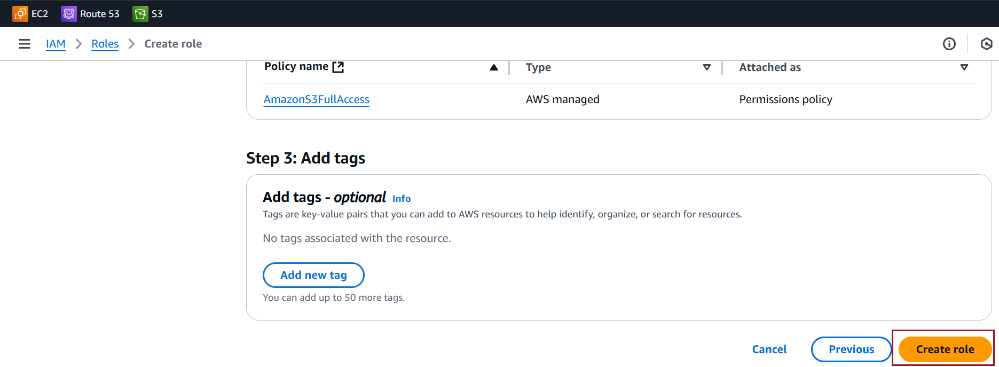 EC2 Route 53 S3
IAM Roles Create role
Policy name Type Attached as
AmazonS3FullAccess AWS managed Permissions policy
Step 3: Add tags
Add tags - optional Info
Tags are key-value pairs that you can add to AWS resources to help identify, organize, or search for resources.
No tags associated with the resource.
Add new tag
You can add up to 50 more tags.
Cancel Previous Create role